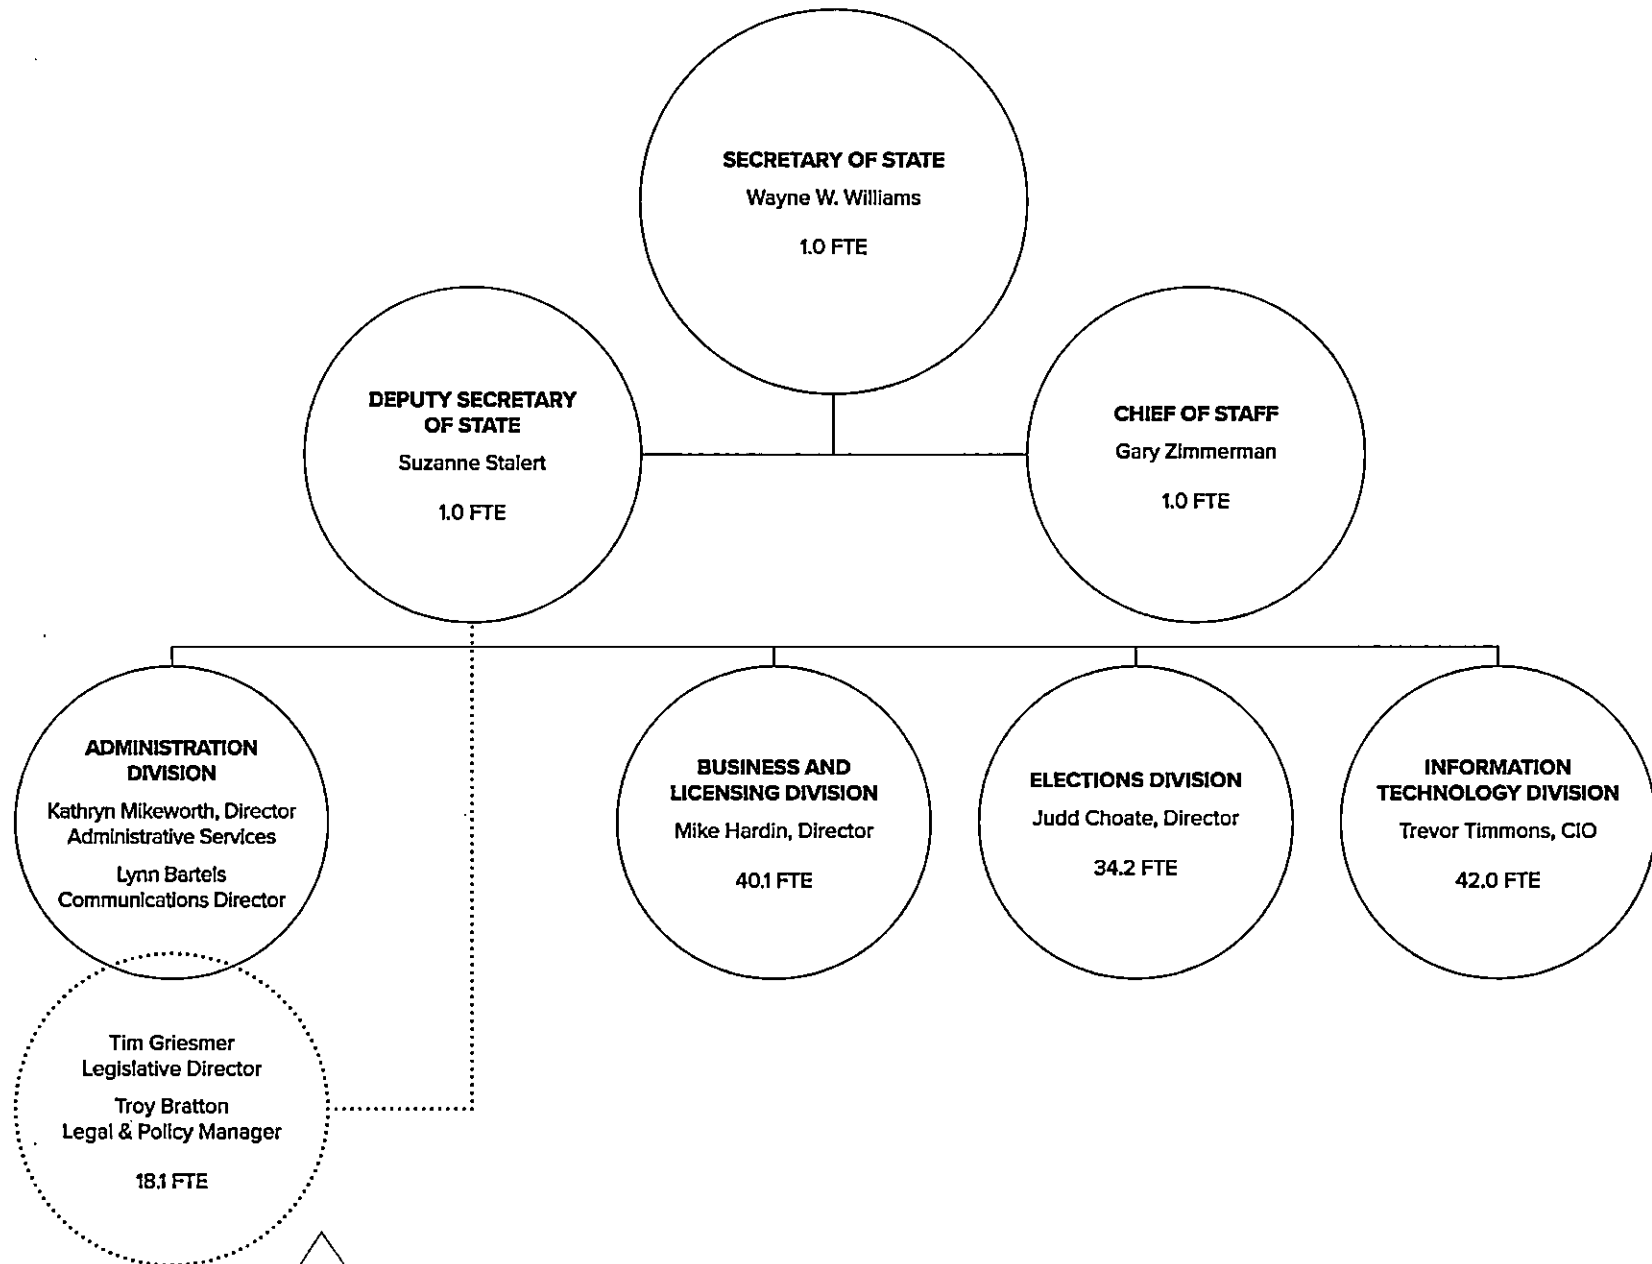 SECRETARY OF STATE
Wayne W. Williams
1.0 FTE
DEPUTY SECRETARY
OF STATE
Suzanne Staiert
1.0 FTE
CHIEF OF STAFF
Gary Zimmerman
1.0 FTE
ADMINISTRATION
DIVISION
Kathryn Mikeworth, Director
Administrative Services
Lynn Bartels
Communications Director
Tim Griesmer
Legislative Director
Troy Bratton
Legal & Policy Manager
18.1 FTE
BUSINESS AND
LICENSING DIVISION
Mike Hardin, Director
40.1 FTE
ELECTIONS DIVISION
Judd Choate, Director
34.2 FTE
INFORMATION
TECHNOLOGY DIVISION
Trevor Timmons, CIO
42.0 FTE